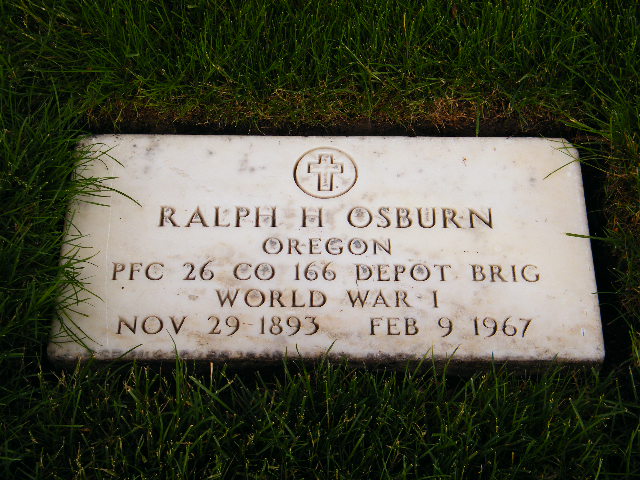 RALPH H OSBURN
OREGON
PFC 26 CO 166 DEPOT BRIG
WORLD WAR I
NOV 29 1893 FEB 9 1967